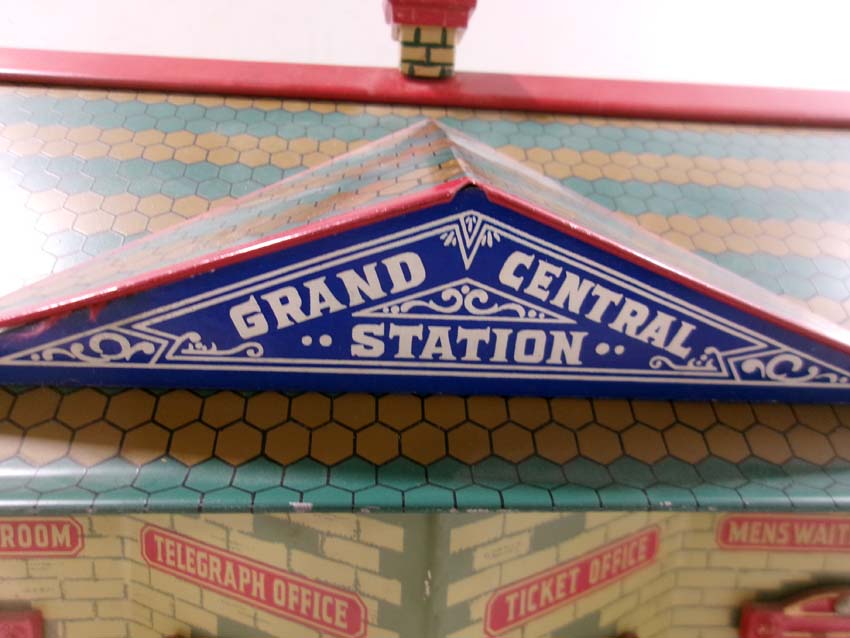 GRAND CENTRAL
STATION
ROOM
TELEGRAPH OFFICE
TICKET OFFICE
MENS WAIT